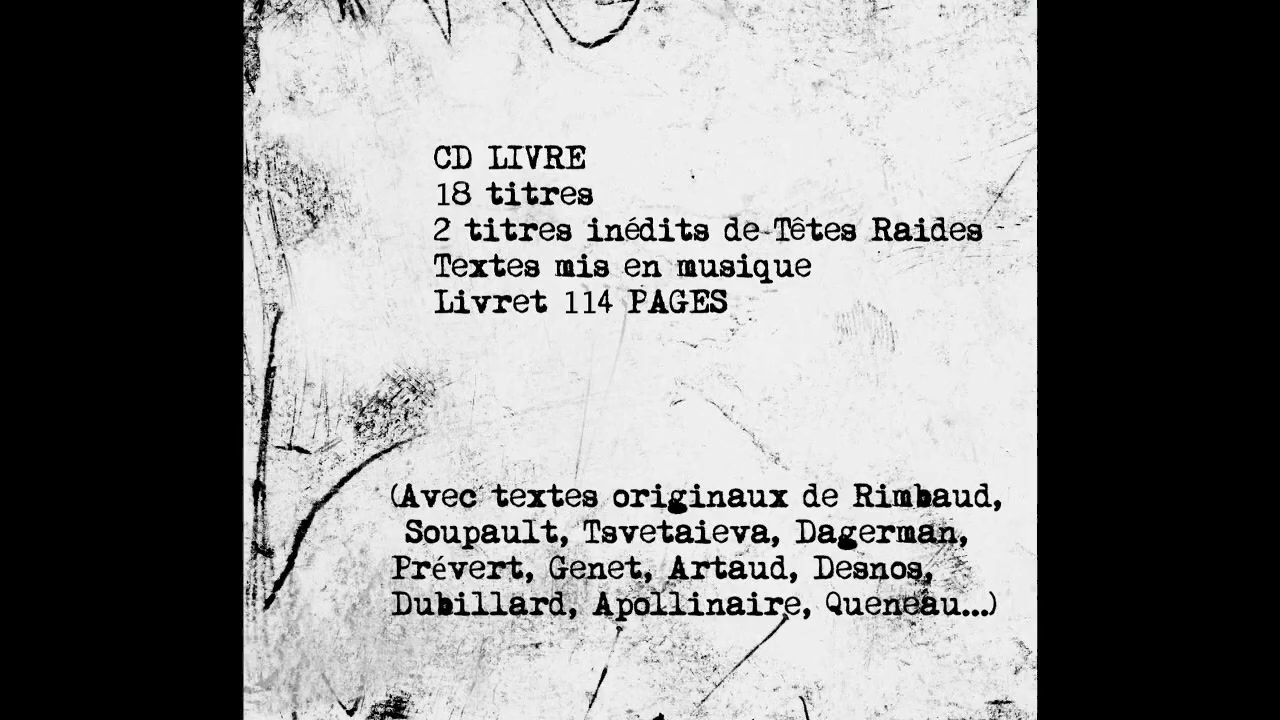 CD LIVRE
18 titres
2 titres inédits de Têtes Raides
Textes mis en musique
Livret 114 PAGES
(Avec textes originaux de Rimbaud,
Soupault, Tsvetaieva, Dagerman,
Prévert, Genet, Artaud, Desnos,
Dubillard, Apollinaire, Queneau...)